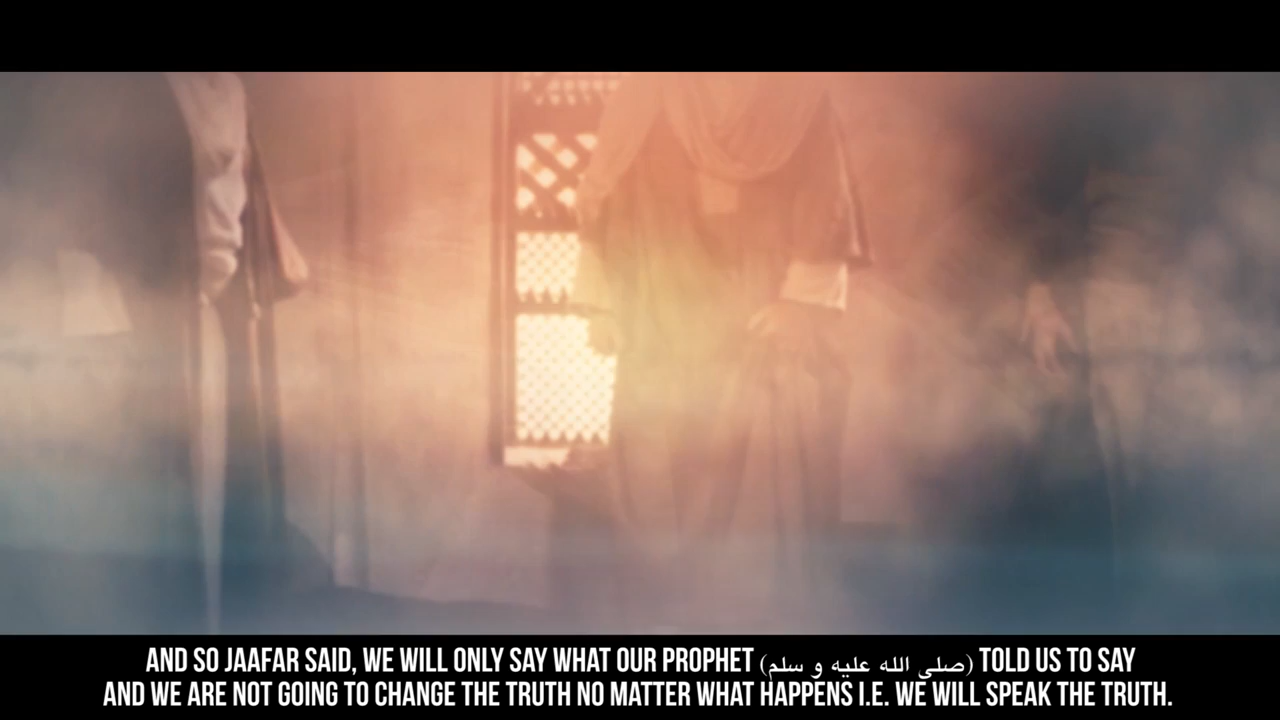 AND SO JAAFAR SAID, WE WILL ONLY SAY WHAT OUR PROPHET (صلى الله عليه و سلم) TOLD US TO SAY
AND WE ARE NOT GOING TO CHANGE THE TRUTH NO MATTER WHAT HAPPENS I.E. WE WILL SPEAK THE TRUTH.